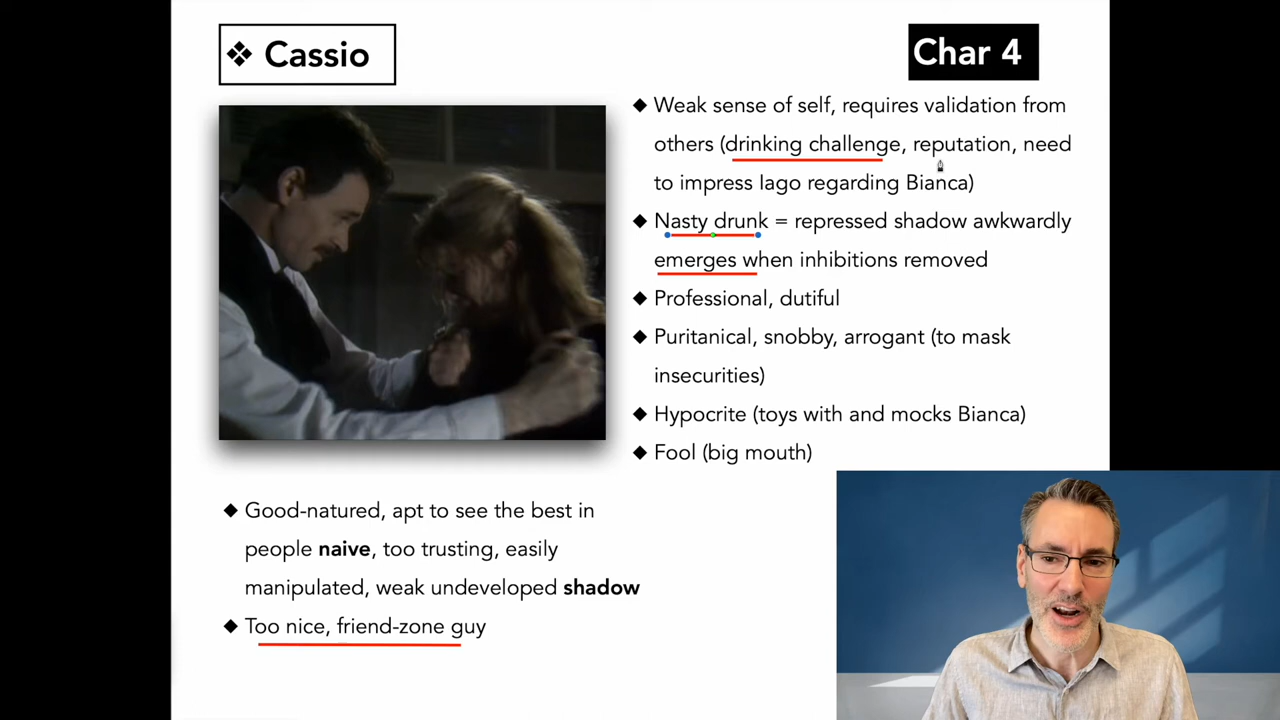 ❖ Cassio
Char 4
◆ Weak sense of self, requires validation from
others (drinking challenge, reputation, need
to impress Iago regarding Bianca)
◆ Nasty drunk = repressed shadow awkwardly
emerges when inhibitions removed
◆ Professional, dutiful
◆ Puritanical, snobby, arrogant (to mask
insecurities)
◆ Hypocrite (toys with and mocks Bianca)
◆ Fool (big mouth)
◆ Good-natured, apt to see the best in
people naive, too trusting, easily
manipulated, weak undeveloped shadow
◆ Too nice, friend-zone guy